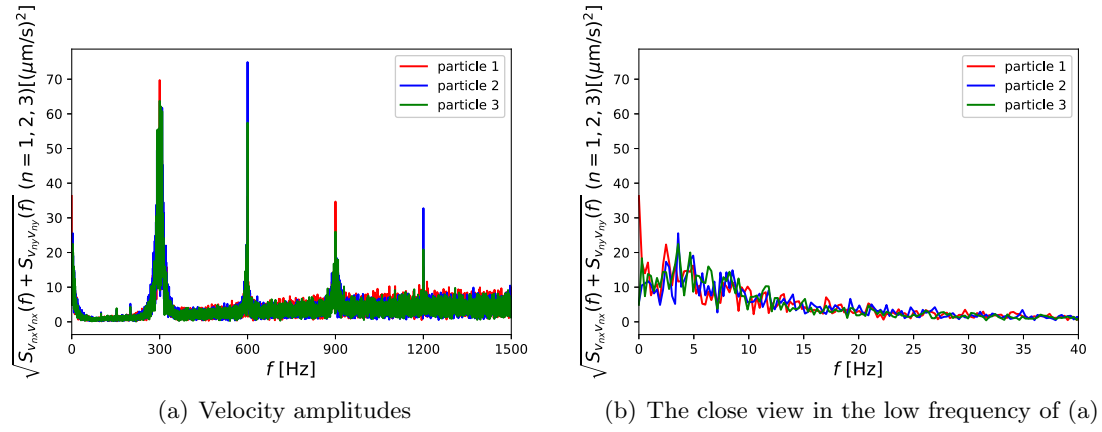 √S_{v_{nx}v_{nx}}(f) + S_{v_{ny}v_{ny}}(f) (n = 1, 2, 3)[(μm/s)²]
70
60
50
40
30
20
10
0
particle 1
particle 2
particle 3
0 300 600 900 1200 1500
f [Hz]
(a) Velocity amplitudes
√S_{v_{nx}v_{nx}}(f) + S_{v_{ny}v_{ny}}(f) (n = 1, 2, 3)[(μm/s)²]
70
60
50
40
30
20
10
0
particle 1
particle 2
particle 3
0 5 10 15 20 25 30 35 40
f [Hz]
(b) The close view in the low frequency of (a)